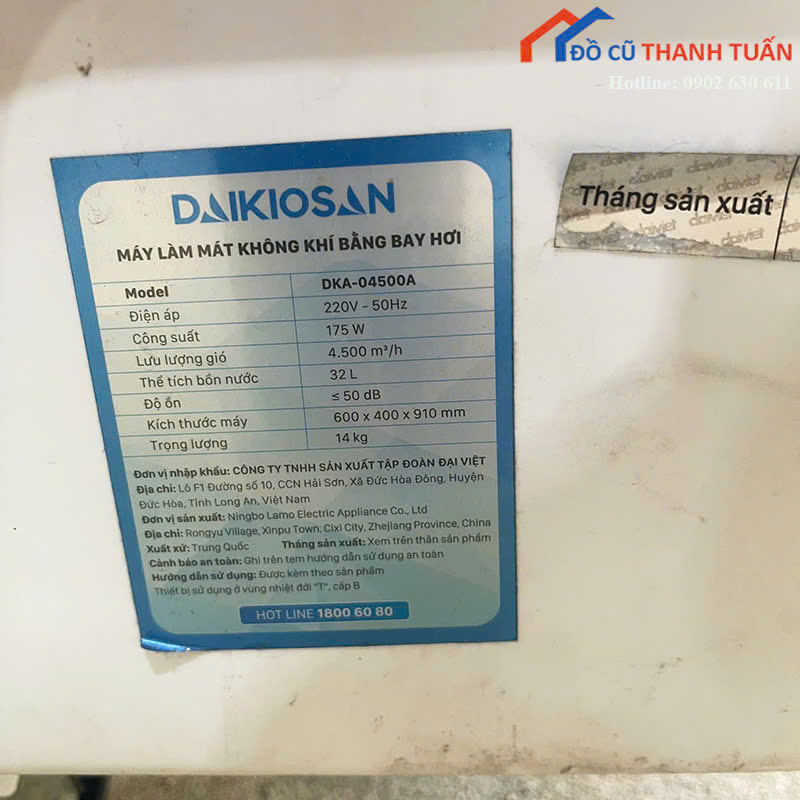 ĐỒ CŨ THANH TUẤN
Hotline: 0902 630 611
DAIKIOSAN
MÁY LÀM MÁT KHÔNG KHÍ BẰNG BAY HƠI
Model DKA-04500A
Điện áp 220V - 50Hz
Công suất 175 W
Lưu lượng gió 4.500 m³/h
Thể tích bồn nước 32 L
Độ ồn ≤ 50 dB
Kích thước máy 600 x 400 x 910 mm
Trọng lượng 14 kg
Đơn vị nhập khẩu: CÔNG TY TNHH SẢN XUẤT TẬP ĐOÀN ĐẠI VIỆT
Địa chỉ: Lô F1 Đường số 10, CCN Hải Sơn, Xã Đức Hòa Đông, Huyện
Đức Hòa, Tỉnh Long An, Việt Nam
Đơn vị sản xuất: Ningbo Lamo Electric Appliance Co., Ltd
Địa chỉ: Rongyu Village, Xinpu Town, Cixi City, Zhejiang Province, China
Xuất xứ: Trung Quốc Tháng sản xuất: Xem trên thân sản phẩm
Cảnh báo an toàn: Ghi trên tem hướng dẫn sử dụng an toàn
Hướng dẫn sử dụng: Được kèm theo sản phẩm
Thiết bị sử dụng ở vùng nhiệt đới "T", cấp B
HOT LINE 1800 60 80
Tháng sản xuất